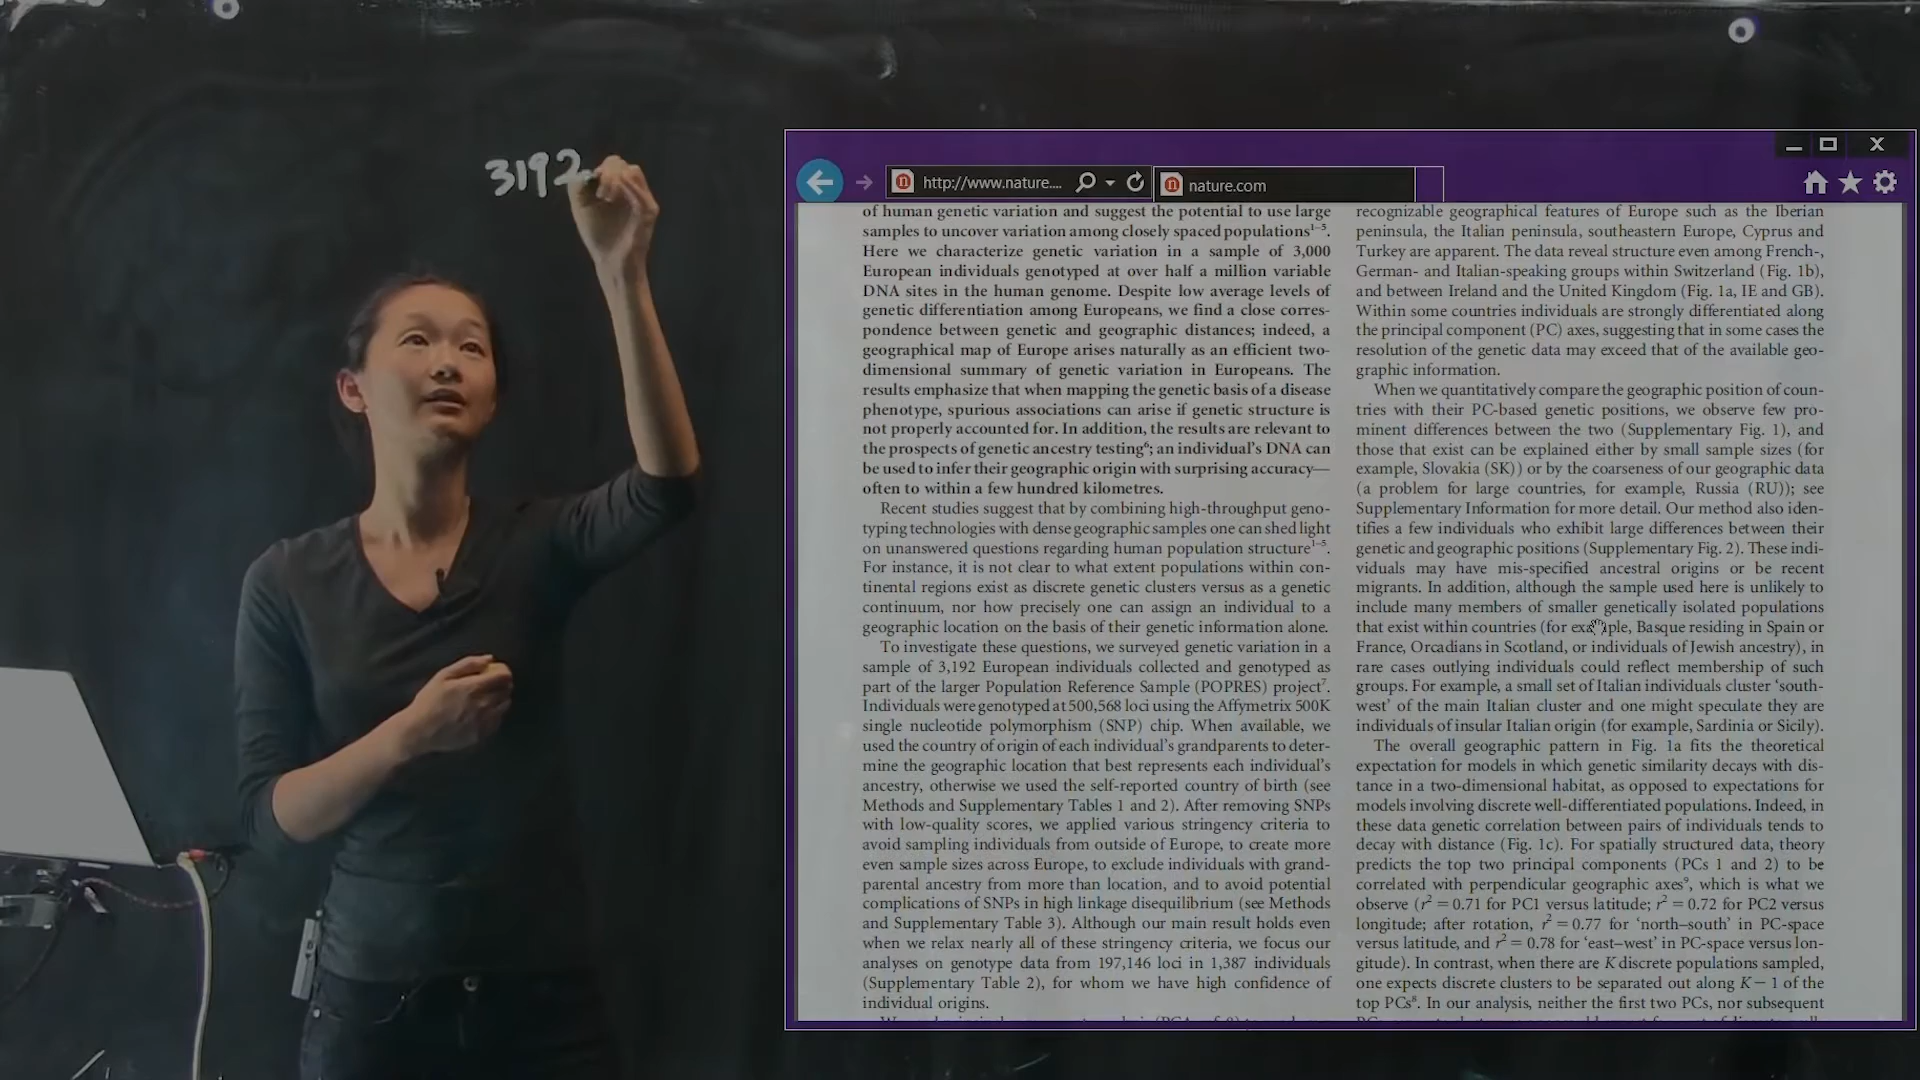 3192
http://www.nature....
nature.com
of human genetic variation and suggest the potential to use large
samples to uncover variation among closely spaced populations1–5.
Here we characterize genetic variation in a sample of 3,000
European individuals genotyped at over half a million variable
DNA sites in the human genome. Despite low average levels of
genetic differentiation among Europeans, we find a close corres-
pondence between genetic and geographic distances; indeed, a
geographical map of Europe arises naturally as an efficient two-
dimensional summary of genetic variation in Europeans. The
results emphasize that when mapping the genetic basis of a disease
phenotype, spurious associations can arise if genetic structure is
not properly accounted for. In addition, the results are relevant to
the prospects of genetic ancestry testing6; an individual's DNA can
be used to infer their geographic origin with surprising accuracy—
often to within a few hundred kilometres.
Recent studies suggest that by combining high-throughput geno-
typing technologies with dense geographic samples one can shed light
on unanswered questions regarding human population structure1–5.
For instance, it is not clear to what extent populations within con-
tinental regions exist as discrete genetic clusters versus as a genetic
continuum, nor how precisely one can assign an individual to a
geographic location on the basis of their genetic information alone.
To investigate these questions, we surveyed genetic variation in a
sample of 3,192 European individuals collected and genotyped as
part of the larger Population Reference Sample (POPRES) project7.
Individuals were genotyped at 500,568 loci using the Affymetrix 500K
single nucleotide polymorphism (SNP) chip. When available, we
used the country of origin of each individual's grandparents to deter-
mine the geographic location that best represents each individual's
ancestry, otherwise we used the self-reported country of birth (see
Methods and Supplementary Tables 1 and 2). After removing SNPs
with low-quality scores, we applied various stringency criteria to
avoid sampling individuals from outside of Europe, to create more
even sample sizes across Europe, to exclude individuals with grand-
parental ancestry from more than location, and to avoid potential
complications of SNPs in high linkage disequilibrium (see Methods
and Supplementary Table 3). Although our main result holds even
when we relax nearly all of these stringency criteria, we focus our
analyses on genotype data from 197,146 loci in 1,387 individuals
(Supplementary Table 2), for whom we have high confidence of
individual origins.
recognizable geographical features of Europe such as the Iberian
peninsula, the Italian peninsula, southeastern Europe, Cyprus and
Turkey are apparent. The data reveal structure even among French-,
German- and Italian-speaking groups within Switzerland (Fig. 1b),
and between Ireland and the United Kingdom (Fig. 1a, IE and GB).
Within some countries individuals are strongly differentiated along
the principal component (PC) axes, suggesting that in some cases the
resolution of the genetic data may exceed that of the available geo-
graphic information.
When we quantitatively compare the geographic position of coun-
tries with their PC-based genetic positions, we observe few pro-
minent differences between the two (Supplementary Fig. 1), and
those that exist can be explained either by small sample sizes (for
example, Slovakia (SK)) or by the coarseness of our geographic data
(a problem for large countries, for example, Russia (RU)); see
Supplementary Information for more detail. Our method also iden-
tifies a few individuals who exhibit large differences between their
genetic and geographic positions (Supplementary Fig. 2). These indi-
viduals may have mis-specified ancestral origins or be recent
migrants. In addition, although the sample used here is unlikely to
include many members of smaller genetically isolated populations
that exist within countries (for example, Basque residing in Spain or
France, Orcadians in Scotland, or individuals of Jewish ancestry), in
rare cases outlying individuals could reflect membership of such
groups. For example, a small set of Italian individuals cluster 'south-
west' of the main Italian cluster and one might speculate they are
individuals of insular Italian origin (for example, Sardinia or Sicily).
The overall geographic pattern in Fig. 1a fits the theoretical
expectation for models in which genetic similarity decays with dis-
tance in a two-dimensional habitat, as opposed to expectations for
models involving discrete well-differentiated populations. Indeed, in
these data genetic correlation between pairs of individuals tends to
decay with distance (Fig. 1c). For spatially structured data, theory
predicts the top two principal components (PCs 1 and 2) to be
correlated with perpendicular geographic axes9, which is what we
observe (r2 = 0.71 for PC1 versus latitude; r2 = 0.72 for PC2 versus
longitude; after rotation, r2 = 0.77 for 'north–south' in PC-space
versus latitude, and r2 = 0.78 for 'east–west' in PC-space versus lon-
gitude). In contrast, when there are K discrete populations sampled,
one expects discrete clusters to be separated out along K − 1 of the
top PCs8. In our analysis, neither the first two PCs, nor subsequent